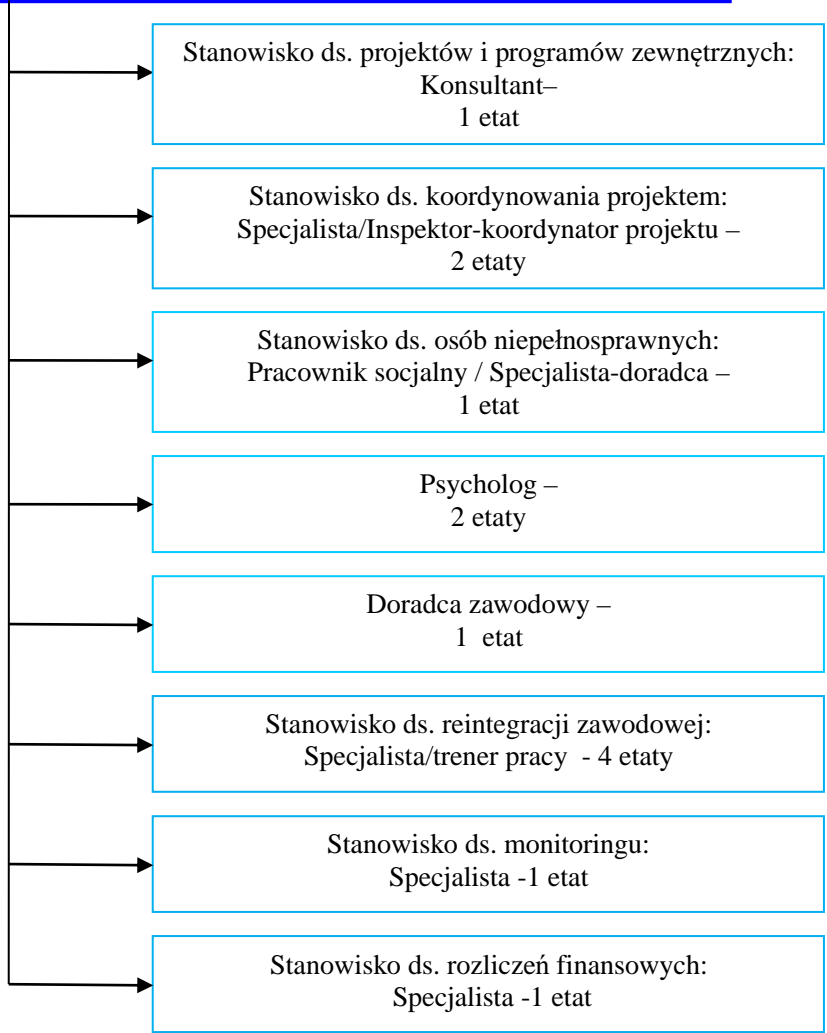 Stanowisko ds. projektów i programów zewnętrznych:
Konsultant–
1 etat
Stanowisko ds. koordynowania projektem:
Specjalista/Inspektor-koordynator projektu –
2 etaty
Stanowisko ds. osób niepełnosprawnych:
Pracownik socjalny / Specjalista-doradca –
1 etat
Psycholog –
2 etaty
Doradca zawodowy –
1  etat
Stanowisko ds. reintegracji zawodowej:
Specjalista/trener pracy  - 4 etaty
Stanowisko ds. monitoringu:
Specjalista -1 etat
Stanowisko ds. rozliczeń finansowych:
Specjalista -1 etat